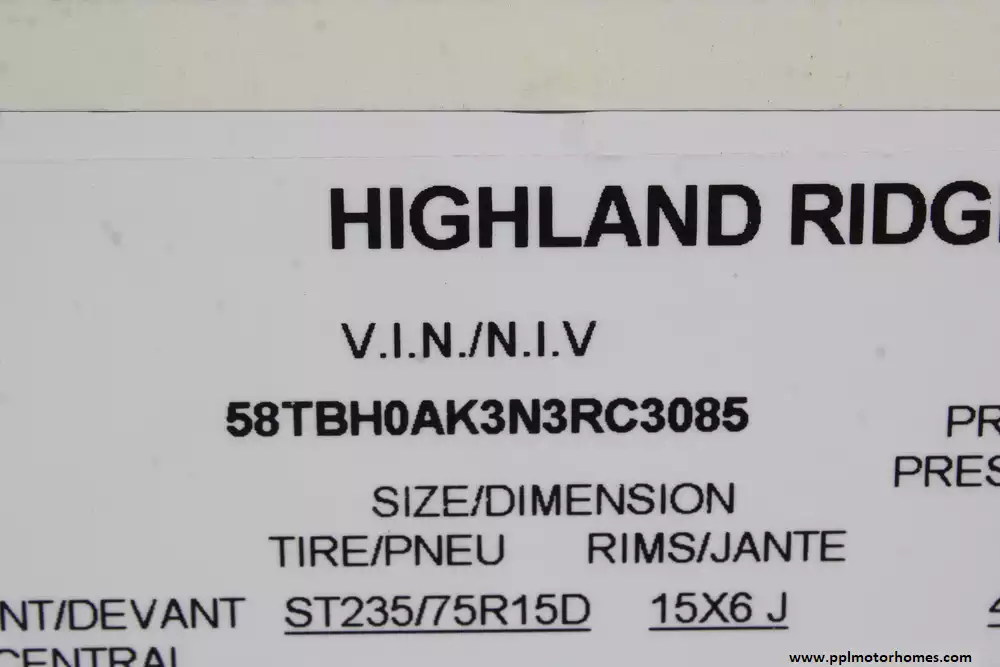 HIGHLAND RIDG
V.I.N./N.I.V
58TBH0AK3N3RC3085
PR
PRES
SIZE/DIMENSION
TIRE/PNEU RIMS/JANTE
NT/DEVANT ST235/75R15D 15X6 J
CENTRAL
www.pplmotorhomes.com